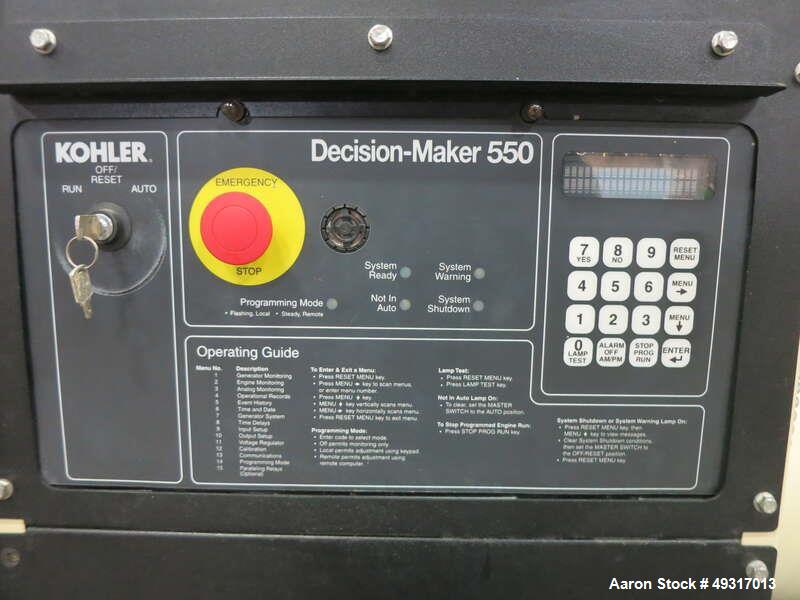 KOHLER.
OFF/
RESET
RUN
AUTO
Decision-Maker 550
EMERGENCY
STOP
System
Ready
System
Warning
Programming Mode
• Flashing, Local • Steady, Remote
Not In
Auto
System
Shutdown
7
YES
8
NO
9
RESET
MENU
4
5
6
MENU
→
1
2
3
MENU
↓
0
LAMP
TEST
ALARM
OFF
AM/PM
STOP
PROG
RUN
ENTER
↵
Operating Guide
Menu No. Description
1 Generator Monitoring
2 Engine Monitoring
3 Analog Monitoring
4 Operational Records
5 Event History
6 Time and Date
7 Generator System
8 Time Delays
9 Input Setup
10 Output Setup
11 Voltage Regulator
12 Calibration
13 Communications
14 Programming Mode
15 Paralleling Relays
(Optional)
To Enter & Exit a Menu:
• Press RESET MENU key.
• Press MENU → key to scan menus,
or enter menu number.
• Press MENU ↓ key.
• MENU ↓ key vertically scans menu.
• MENU → key horizontally scans menu.
• Press RESET MENU key to exit menu.
Programming Mode:
• Enter code to select mode.
• Off permits monitoring only.
• Local permits adjustment using keypad.
• Remote permits adjustment using
remote computer.
Lamp Test:
• Press RESET MENU key.
• Press LAMP TEST key.
Not In Auto Lamp On:
• To clear, set the MASTER
SWITCH to the AUTO position.
To Stop Programmed Engine Run:
• Press STOP PROG RUN key.
System Shutdown or System Warning Lamp On:
• Press RESET MENU key then
MENU ↓ key to view messages.
• Clear System Shutdown conditions,
then set the MASTER SWITCH to
the OFF/RESET position.
• Press RESET MENU key
Aaron Stock # 49317013